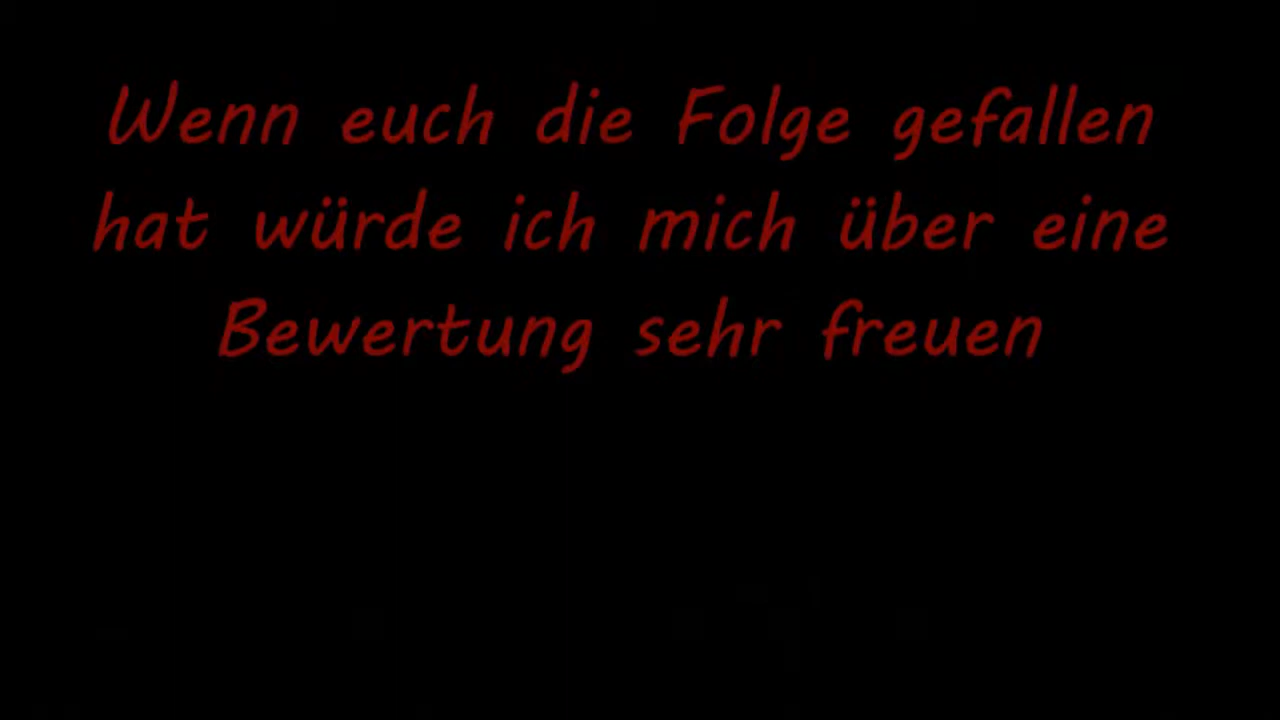 Wenn euch die Folge gefallen
hat würde ich mich über eine
Bewertung sehr freuen